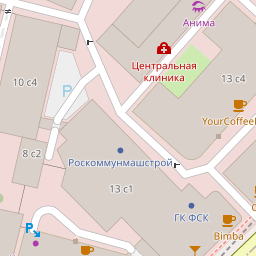 Анима
Центральная
клиника
10 с4
P
13 с4
YourCoffee
8 с2
Роскоммунмашстрой
13 с1
ГК ФСК
P
Bimba